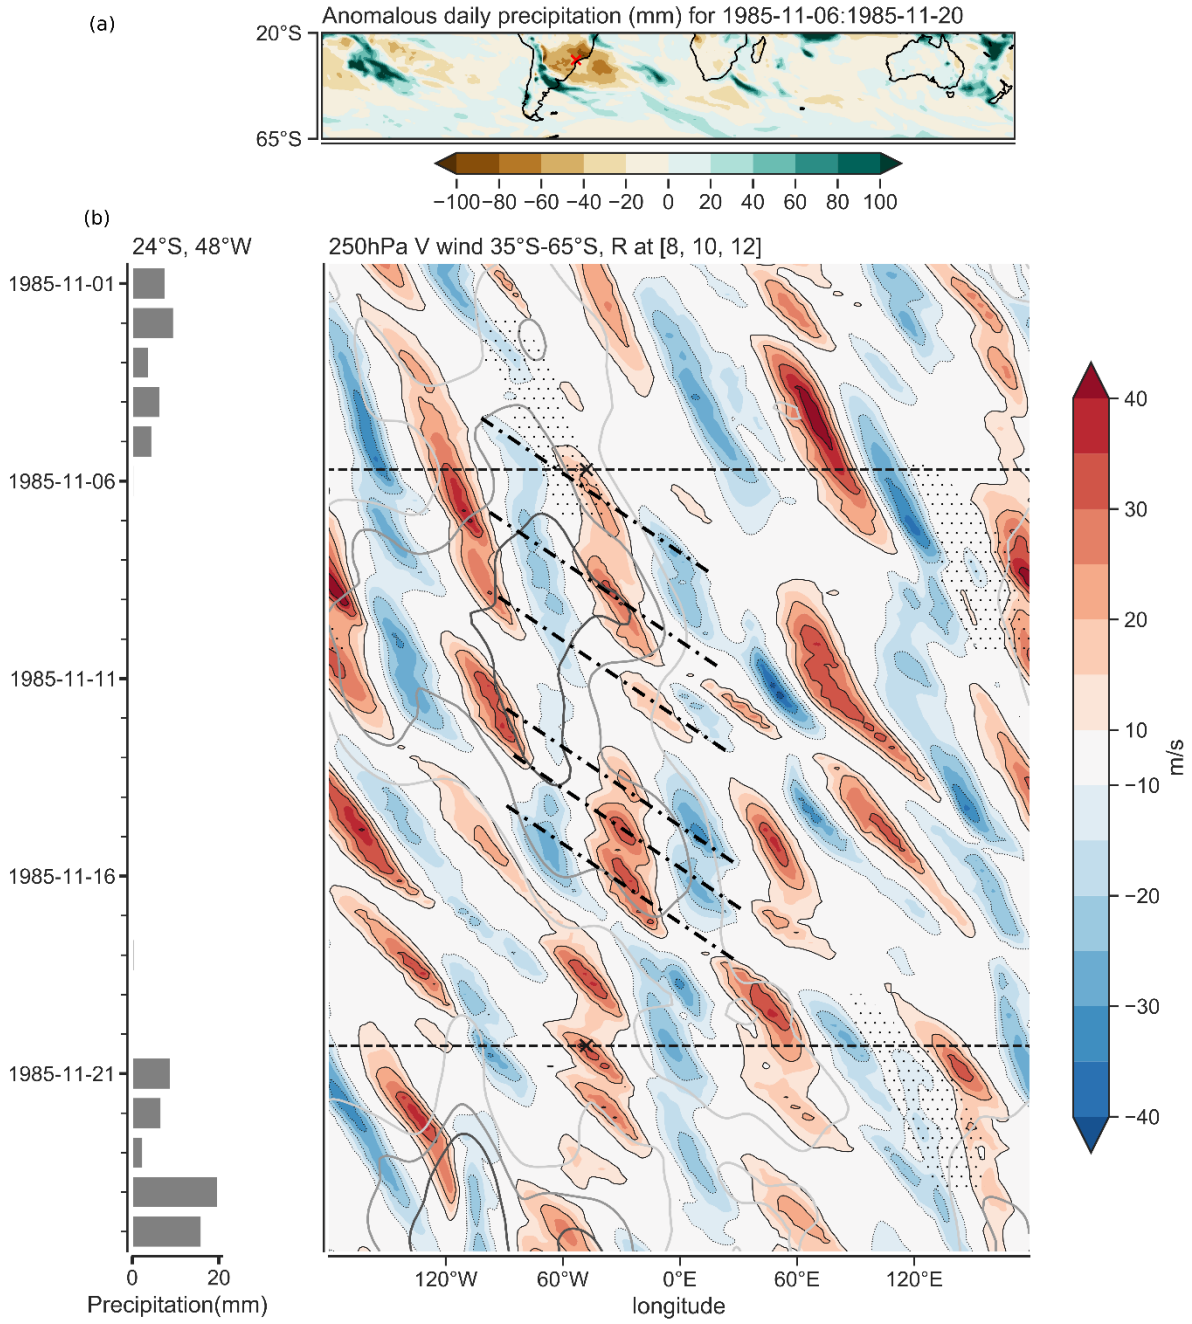 (a)
Anomalous daily precipitation (mm) for 1985-11-06:1985-11-20
20°S
65°S
−100 −80 −60 −40 −20 0 20 40 60 80 100
(b)
24°S, 48°W
250hPa V wind 35°S-65°S, R at [8, 10, 12]
1985-11-01
1985-11-06
1985-11-11
1985-11-16
1985-11-21
0 20
Precipitation(mm)
120°W 60°W 0°E 60°E 120°E
longitude
40
30
20
10
−10
−20
−30
−40
m/s